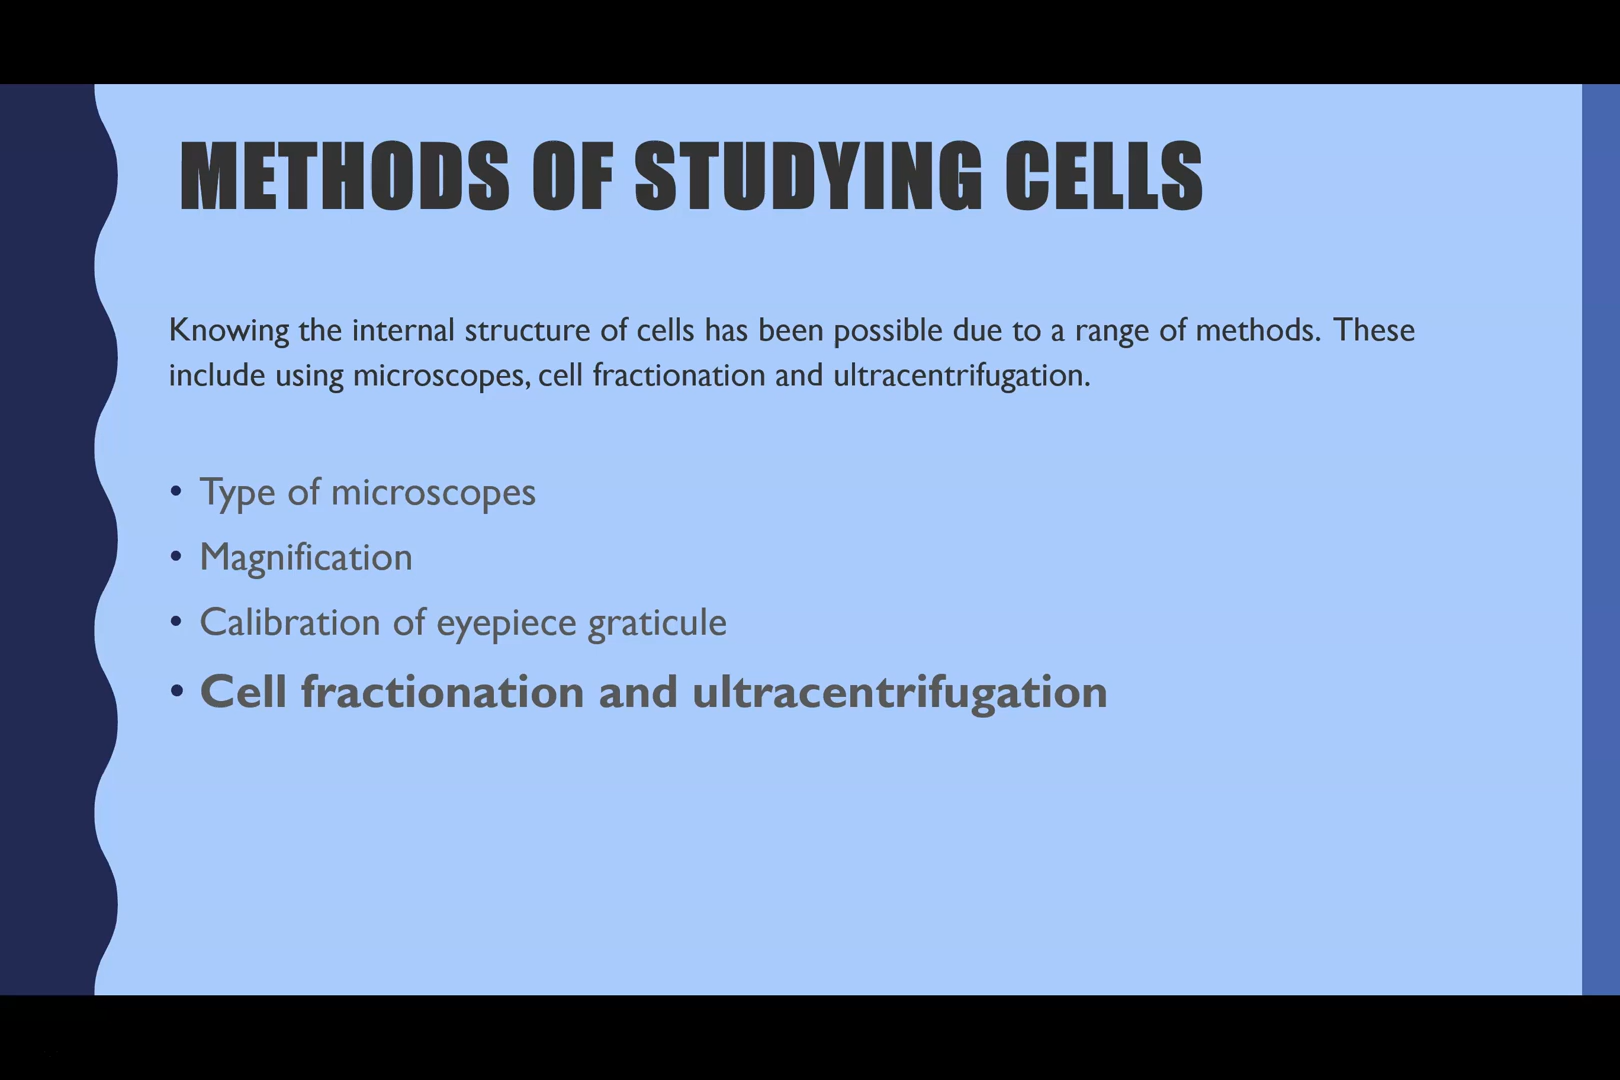 METHODS OF STUDYING CELLS
Knowing the internal structure of cells has been possible due to a range of methods. These
include using microscopes, cell fractionation and ultracentrifugation.
• Type of microscopes
• Magnification
• Calibration of eyepiece graticule
• Cell fractionation and ultracentrifugation